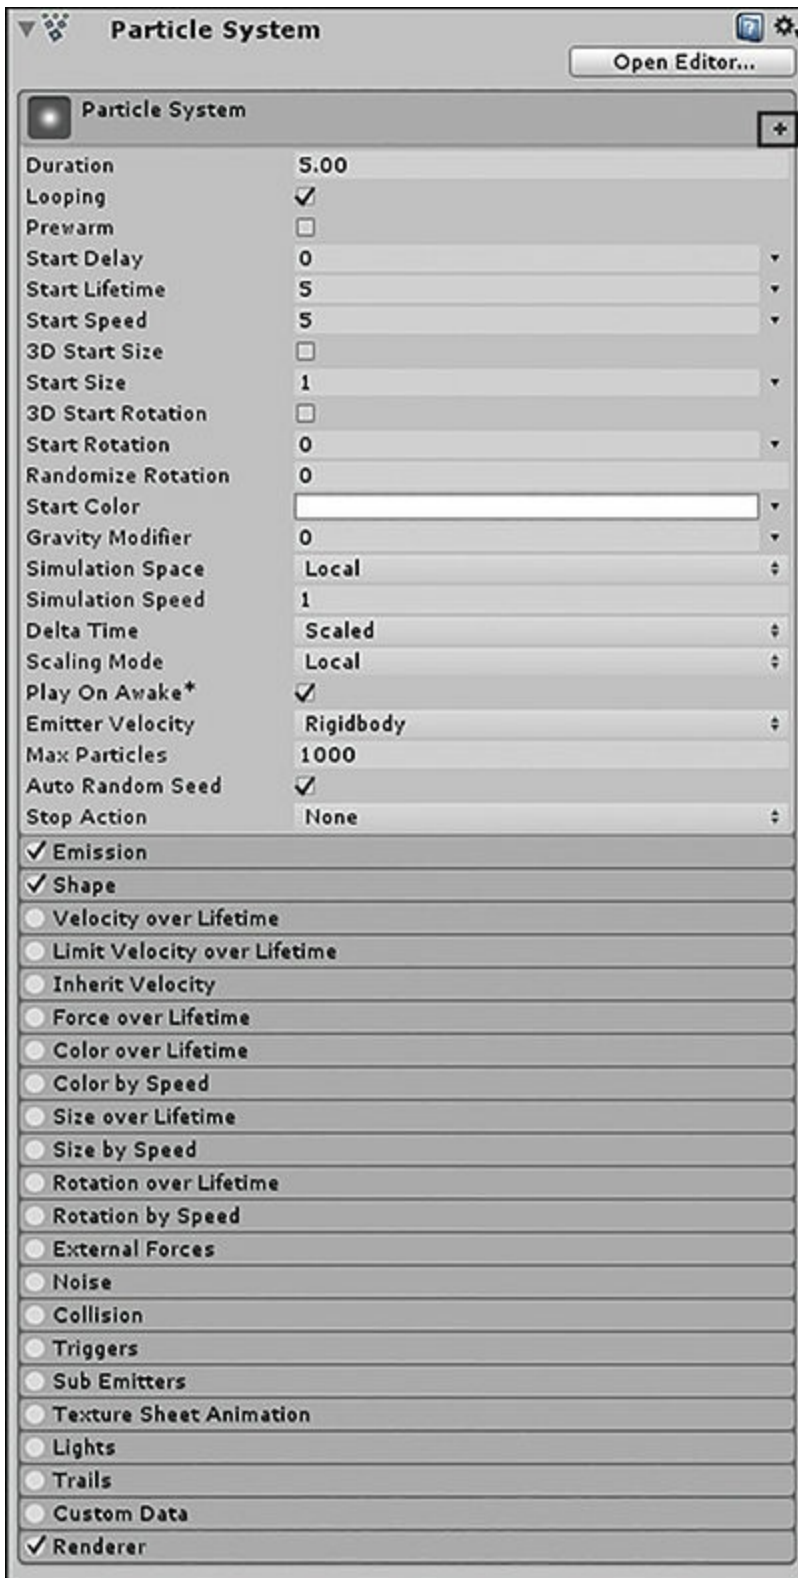 Particle System
Open Editor...
Particle System
+
Duration 5.00
Looping
Prewarm
Start Delay 0
Start Lifetime 5
Start Speed 5
3D Start Size
Start Size 1
3D Start Rotation
Start Rotation 0
Randomize Rotation 0
Start Color
Gravity Modifier 0
Simulation Space Local
Simulation Speed 1
Delta Time Scaled
Scaling Mode Local
Play On Awake*
Emitter Velocity Rigidbody
Max Particles 1000
Auto Random Seed
Stop Action None
Emission
Shape
Velocity over Lifetime
Limit Velocity over Lifetime
Inherit Velocity
Force over Lifetime
Color over Lifetime
Color by Speed
Size over Lifetime
Size by Speed
Rotation over Lifetime
Rotation by Speed
External Forces
Noise
Collision
Triggers
Sub Emitters
Texture Sheet Animation
Lights
Trails
Custom Data
Renderer